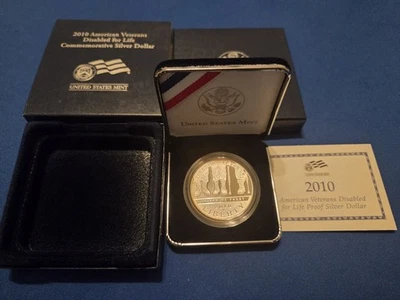 2010 American Veterans
Disabled for Life
Commemorative Silver Dollar
UNITED STATES MINT
UNITED STATES MINT
LIBERTY
2010
American Veterans Disabled
for Life Proof Silver Dollar